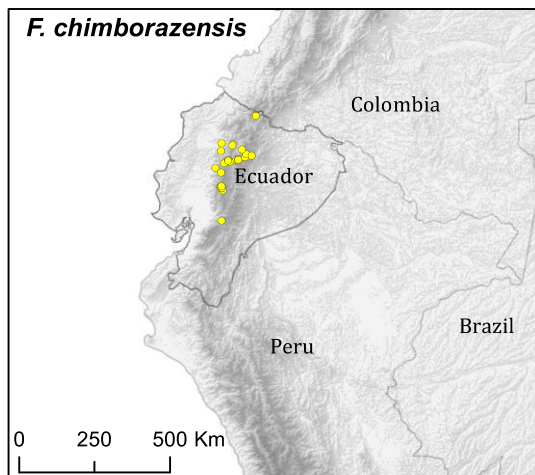 F. chimborazensis
Colombia
Ecuador
Brazil
Peru
0 250 500 Km